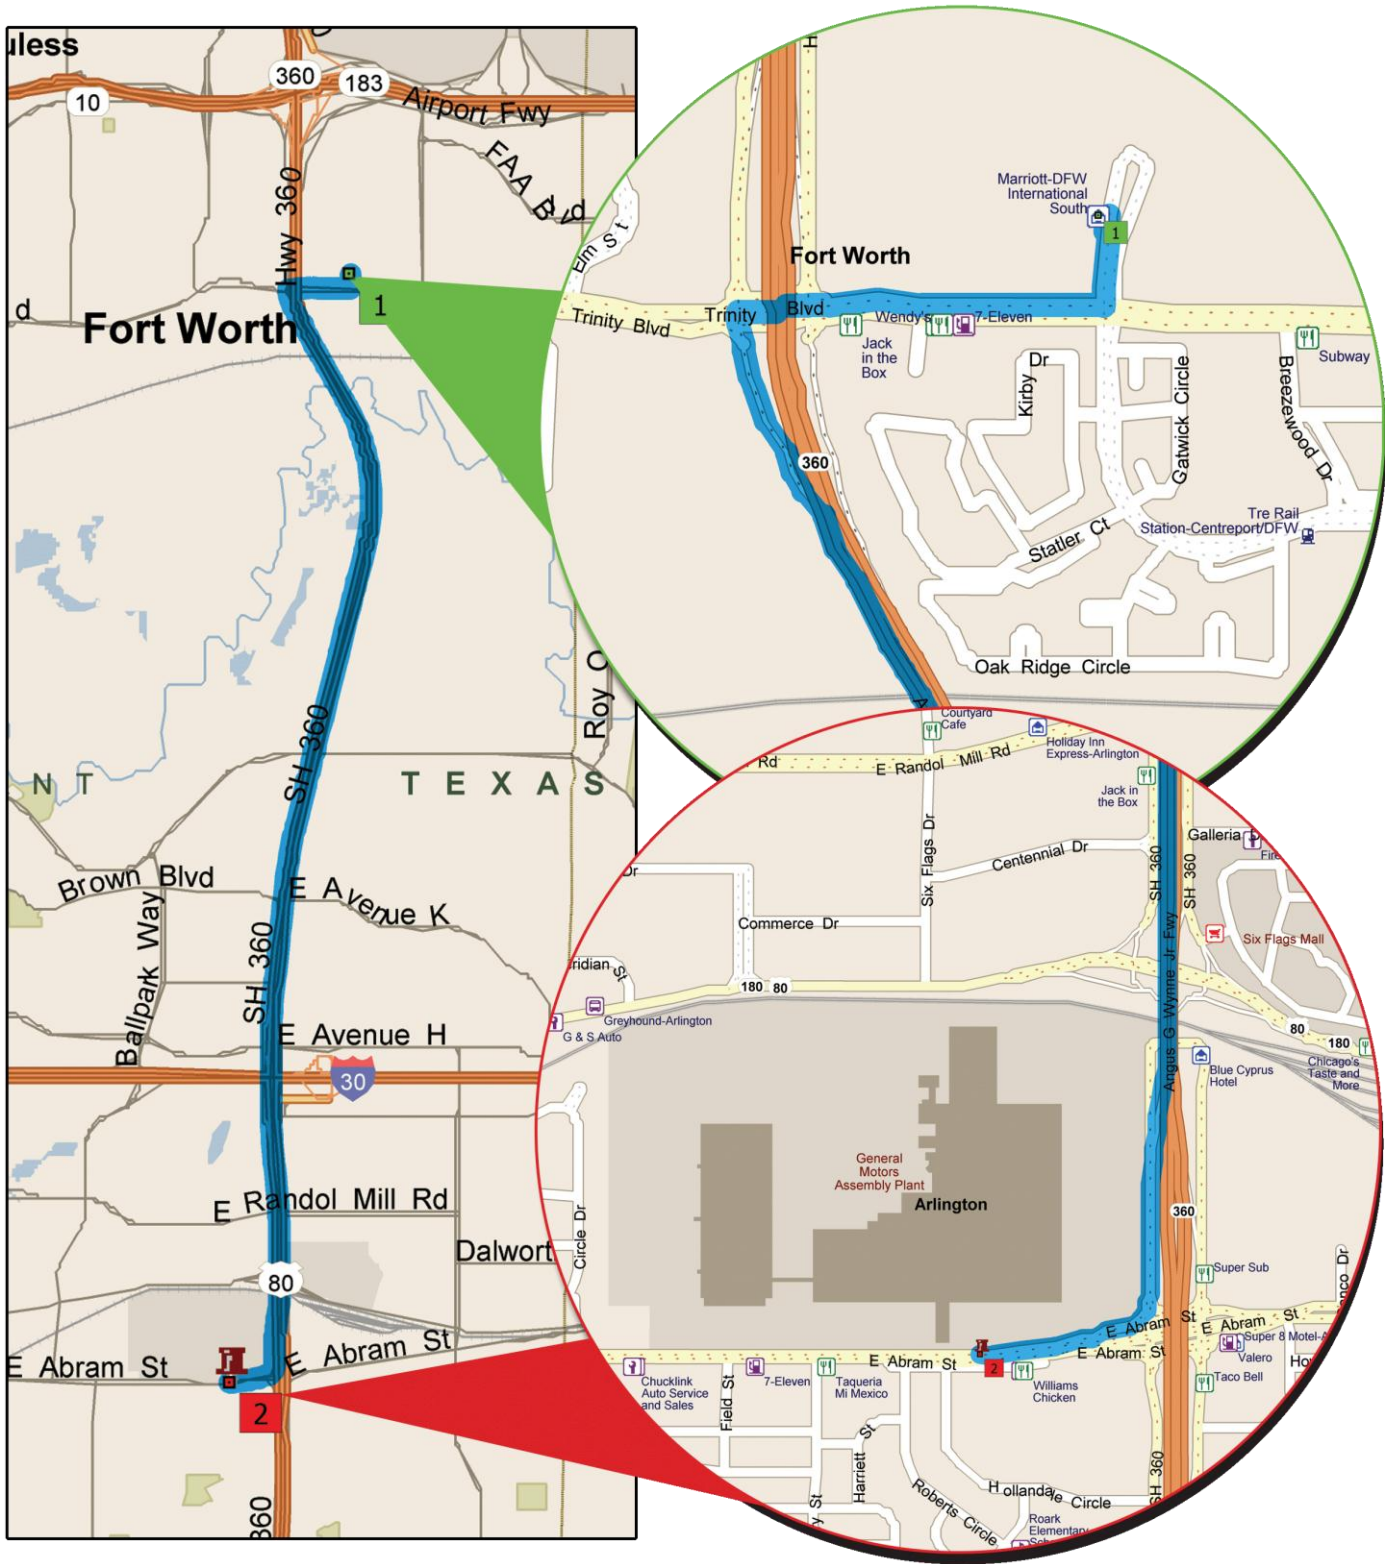 uless
10
360
183
Airport Fwy
FAA Blvd
Hwy 360
d
1
Fort Worth
SH 360
Roy O
N T
T E X A S
Brown Blvd
E Avenue K
Ballpark Way
SH 360
E Avenue H
30
E Randol Mill Rd
Dalwort
80
E Abram St
E Abram St
2
360
H
Marriott-DFW
International
South
1
Elm St
Fort Worth
Trinity Blvd
Trinity Blvd
Wendy's
7-Eleven
Jack
in the
Box
Subway
Kirby Dr
Gatwick Circle
Breezewood Dr
360
Tre Rail
Station-Centreport/DFW
Statler Ct
Oak Ridge Circle
A
Courtyard
Cafe
Rd
E Randol Mill Rd
Holiday Inn
Express-Arlington
Jack in
the Box
Dr
Six Flags Dr
Centennial Dr
SH 360
SH 360
Galleria D
Fire
Commerce Dr
Six Flags Mall
ridian St
180
80
Greyhound-Arlington
G & S Auto
Angus G Wynne Jr Fwy
80
180
Blue Cyprus
Hotel
Chicago's
Taste and
More
General
Motors
Assembly Plant
Arlington
Circle Dr
360
Super Sub
nco Dr
E Abram St
E Abram St
E Abram St
E Abram St
Super 8 Motel-A
Valero
Ho
2
Chucklink
Auto Service
and Sales
7-Eleven
Taqueria
Mi Mexico
Williams
Chicken
Taco Bell
Field St
Harriett St
y St
Roberts Circle
Hollandale Circle
SH 360
Roark
Elementary